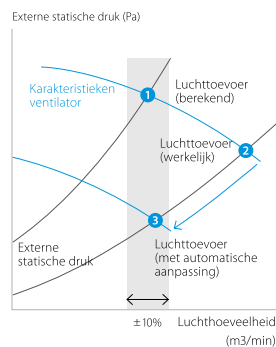 Externe statische druk (Pa)
Karakteristieken
ventilator
1
Luchttoevoer
(berekend)
Luchttoevoer
(werkelijk)
2
3
Externe
statische druk
Luchttoevoer
(met automatische
aanpassing)
±10%
Luchthoeveelheid
(m3/min)